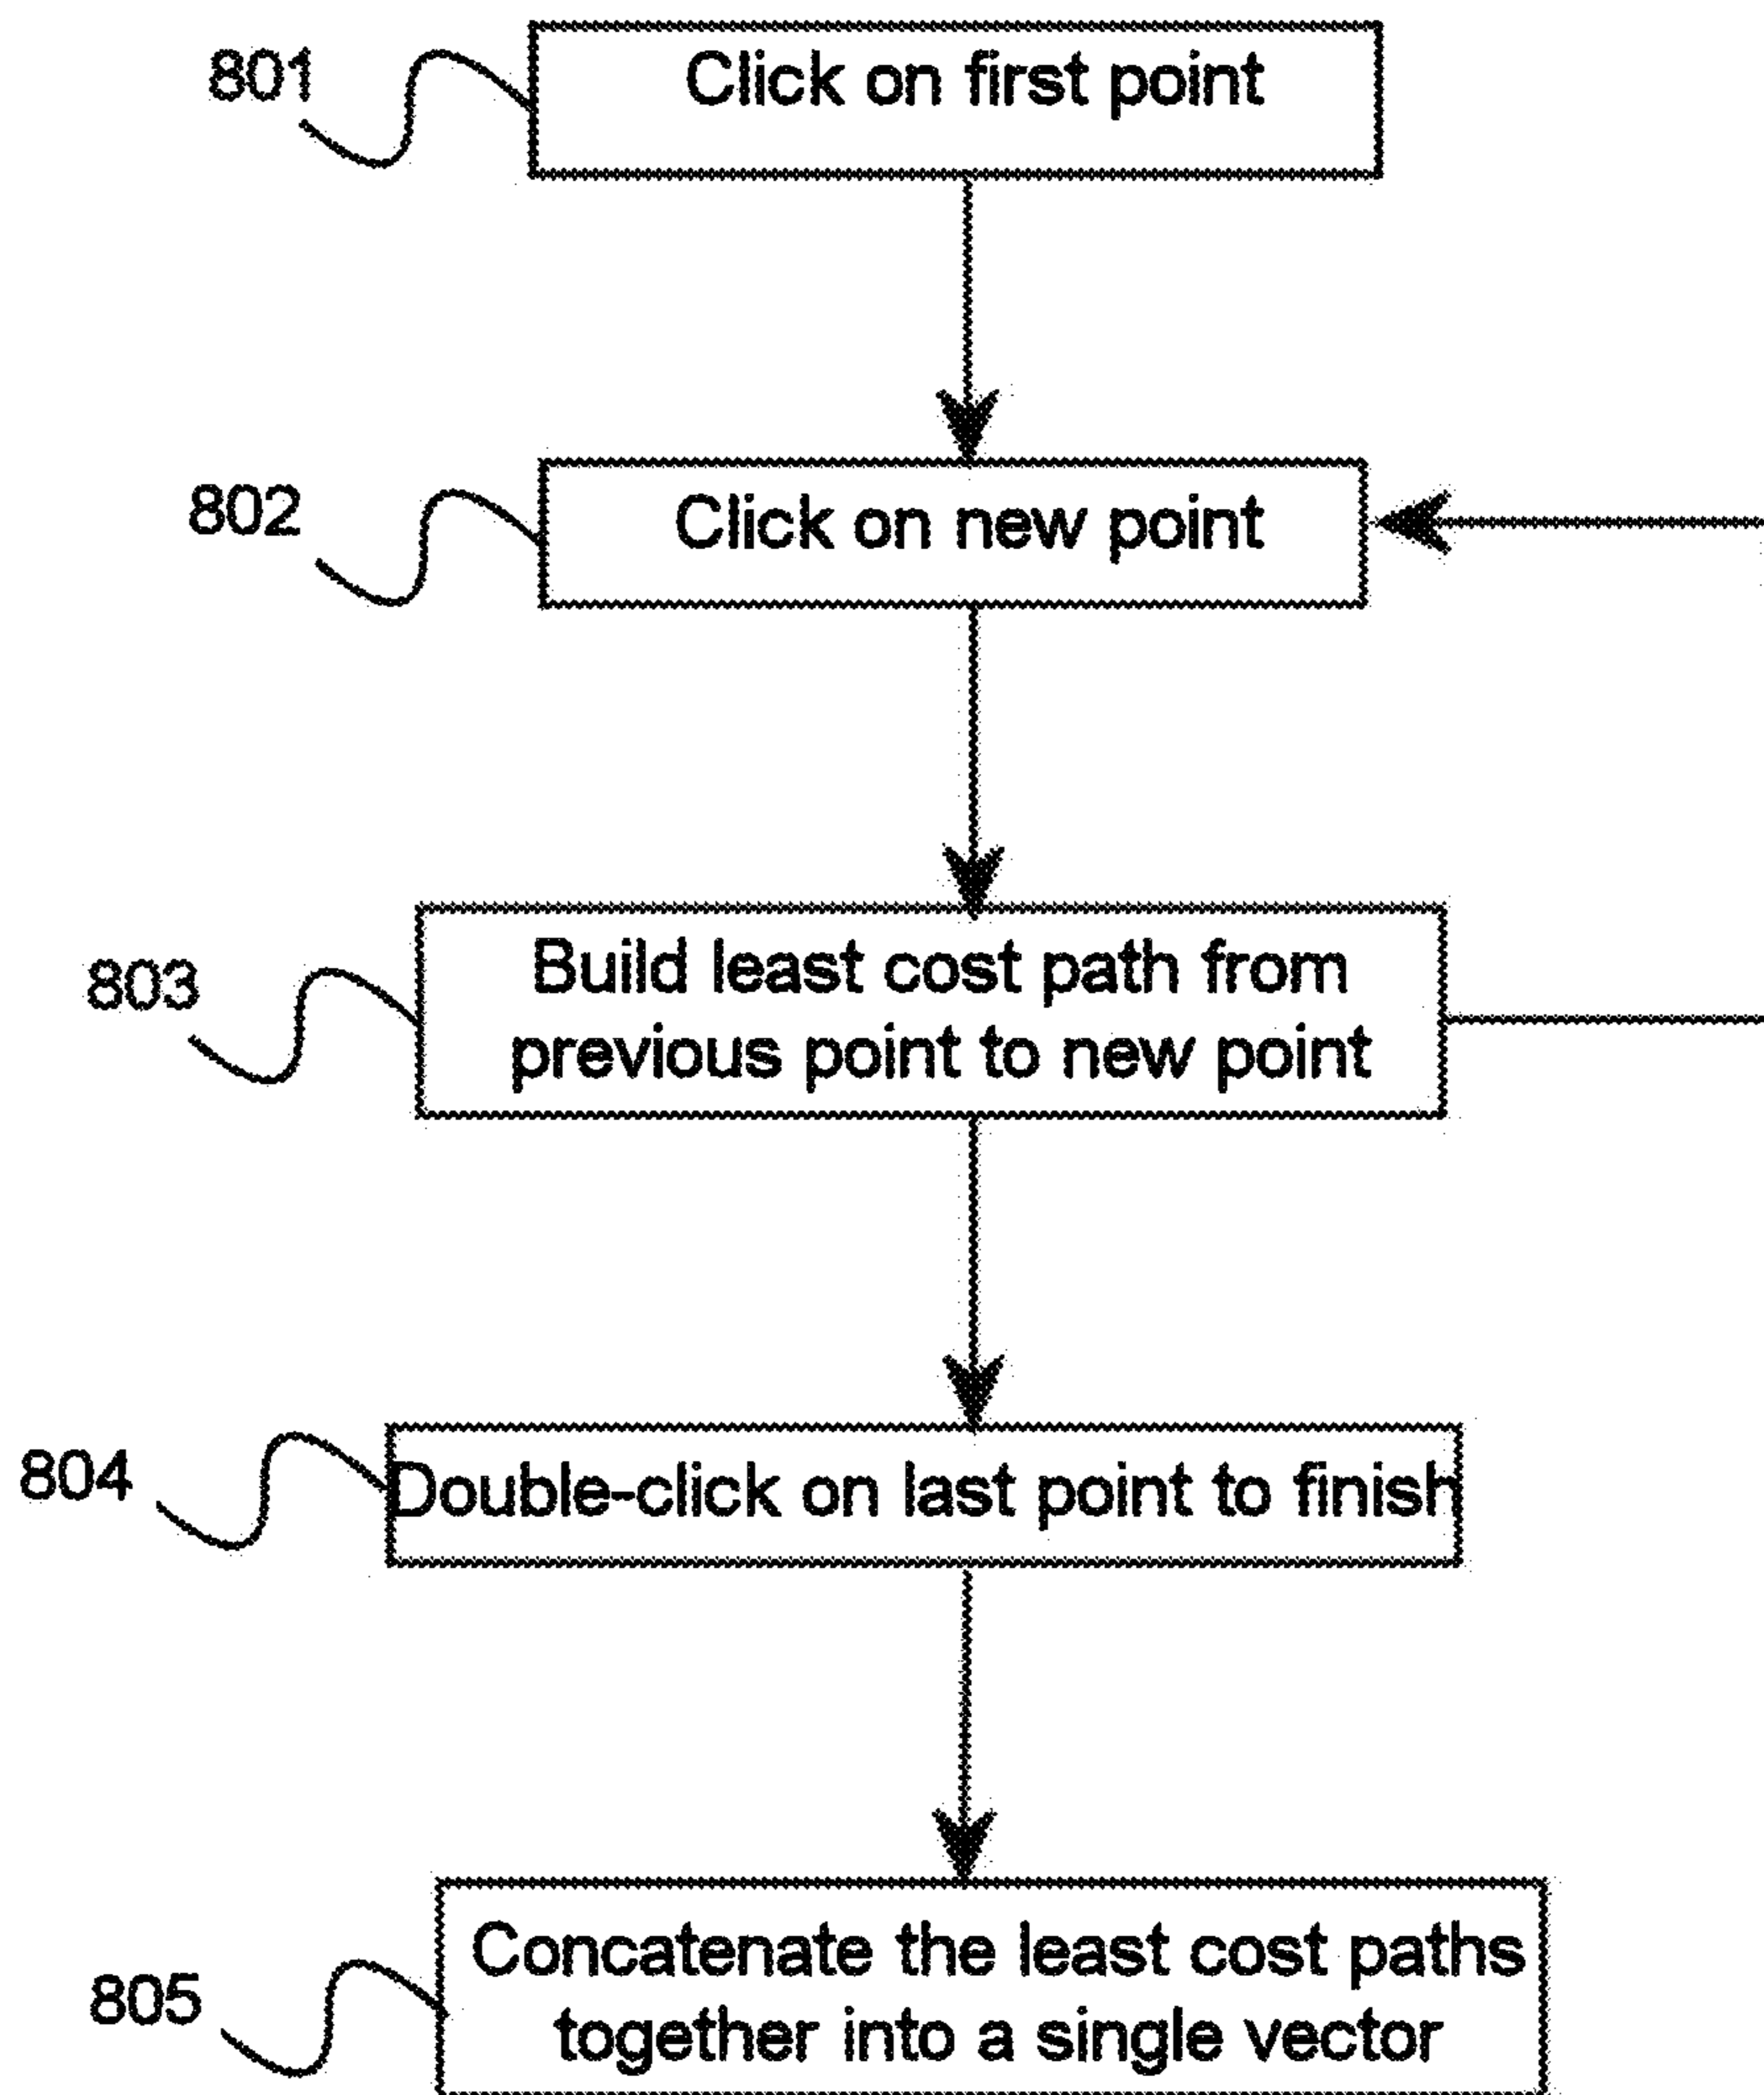 801
Click on first point
802
Click on new point
803
Build least cost path from
previous point to new point
804
Double-click on last point to finish
805
Concatenate the least cost paths
together into a single vector